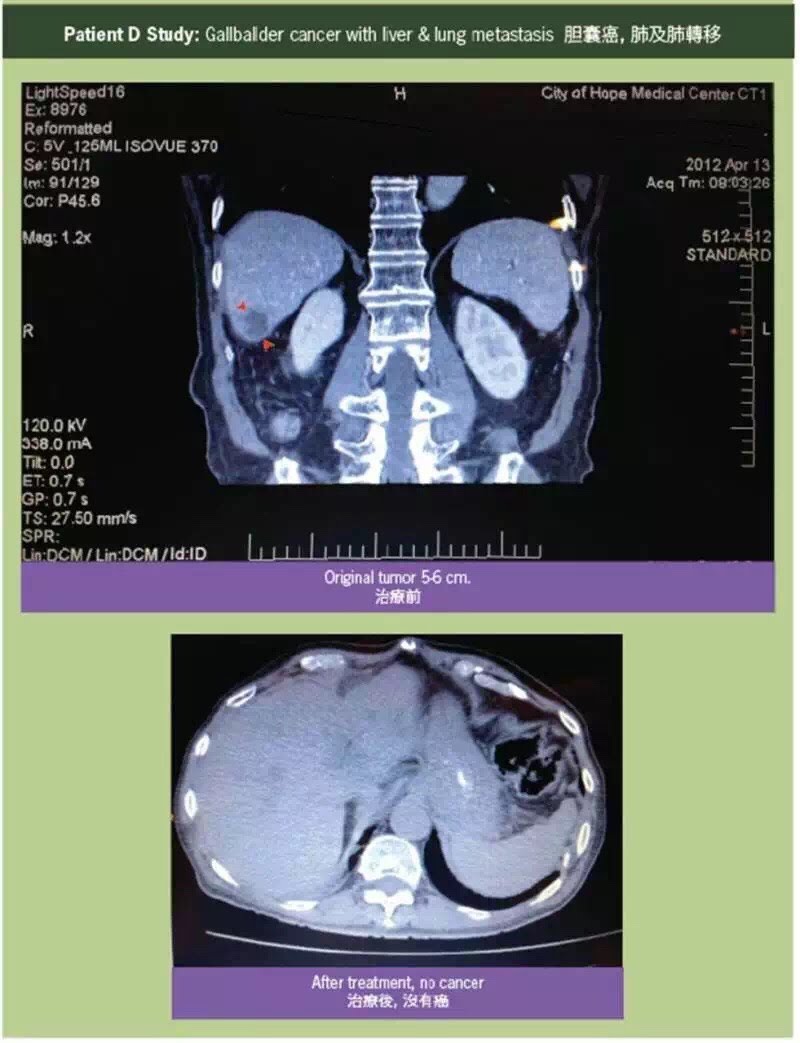 Patient D Study: Gallballder cancer with liver & lung metastasis 胆囊癌, 肺及肺轉移
LightSpeed16
Ex: 8976
Reformatted
C: 5V_125ML ISOVUE 370
Se: 501/1
Im: 91/129
Cor: P45.6
Mag: 1.2x
H
City of Hope Medical Center CT1
2012 Apr 13
Acq Tm: 08:03:26
512 x 512
STANDARD
R
L
120.0 kV
338.0 mA
Tilt: 0.0
ET: 0.7 s
GP: 0.7 s
TS: 27.50 mm/s
SPR:
Lin:DCM / Lin:DCM / Id:ID
Original tumor 5-6 cm.
治療前
After treatment, no cancer
治療後, 沒有癌